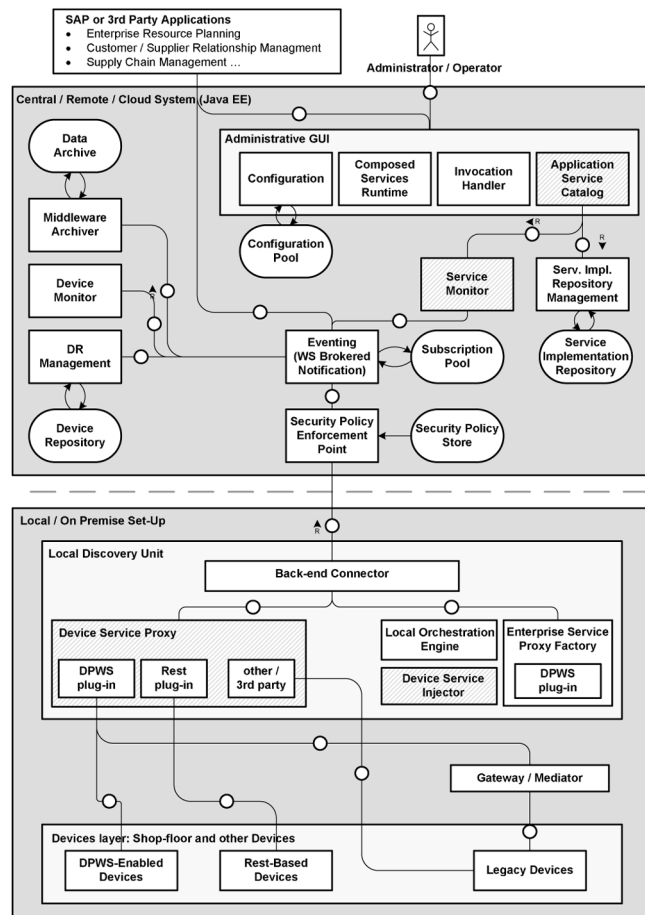 SAP or 3rd Party Applications
• Enterprise Resource Planning
• Customer / Supplier Relationship Managment
• Supply Chain Management ...
Administrator / Operator
Central / Remote / Cloud System (Java EE)
Data
Archive
Middleware
Archiver
Device
Monitor
DR
Management
Device
Repository
Administrative GUI
Configuration
Composed
Services
Runtime
Invocation
Handler
Application
Service
Catalog
Configuration
Pool
R
R
R
Service
Monitor
Serv. Impl.
Repository
Management
Service
Implementation
Repository
Eventing
(WS Brokered
Notification)
Subscription
Pool
Security Policy
Enforcement
Point
Security Policy
Store
Local / On Premise Set-Up
R
Local Discovery Unit
Back-end Connector
Device Service Proxy
DPWS
plug-in
Rest
plug-in
other /
3rd party
Local Orchestration
Engine
Device Service
Injector
Enterprise Service
Proxy Factory
DPWS
plug-in
Gateway / Mediator
Devices layer: Shop-floor and other Devices
DPWS-Enabled
Devices
Rest-Based
Devices
Legacy Devices